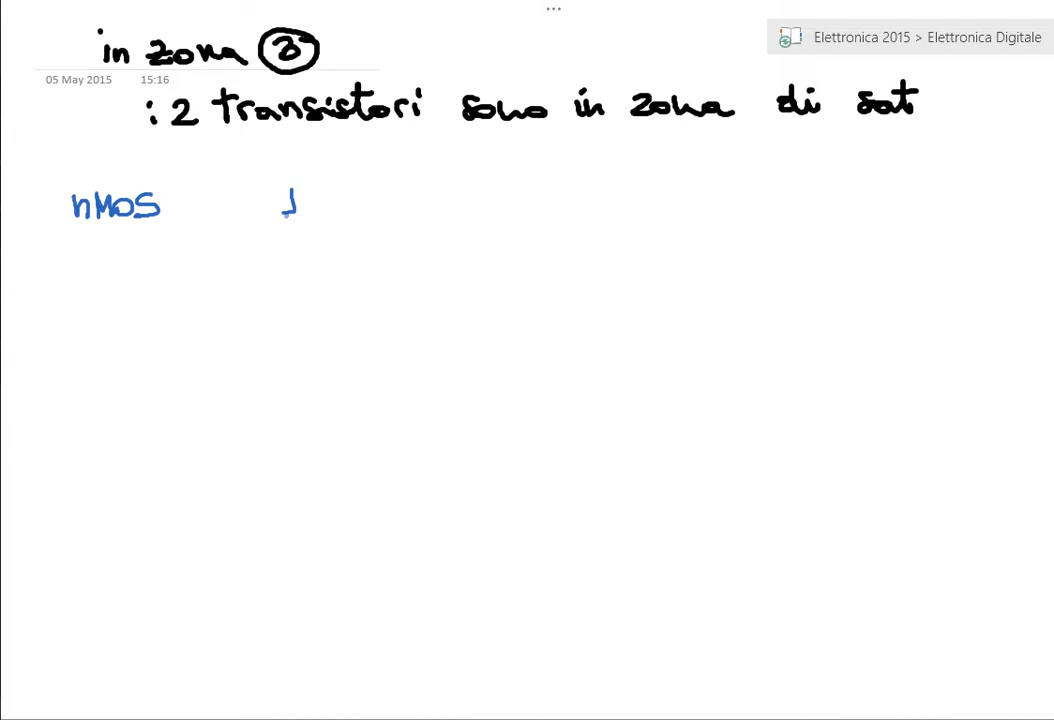 ...
Elettronica 2015 > Elettronica Digitale
in zona 3
05 May 2015 15:16
: 2 transistori sono in zona di sat
nMOS